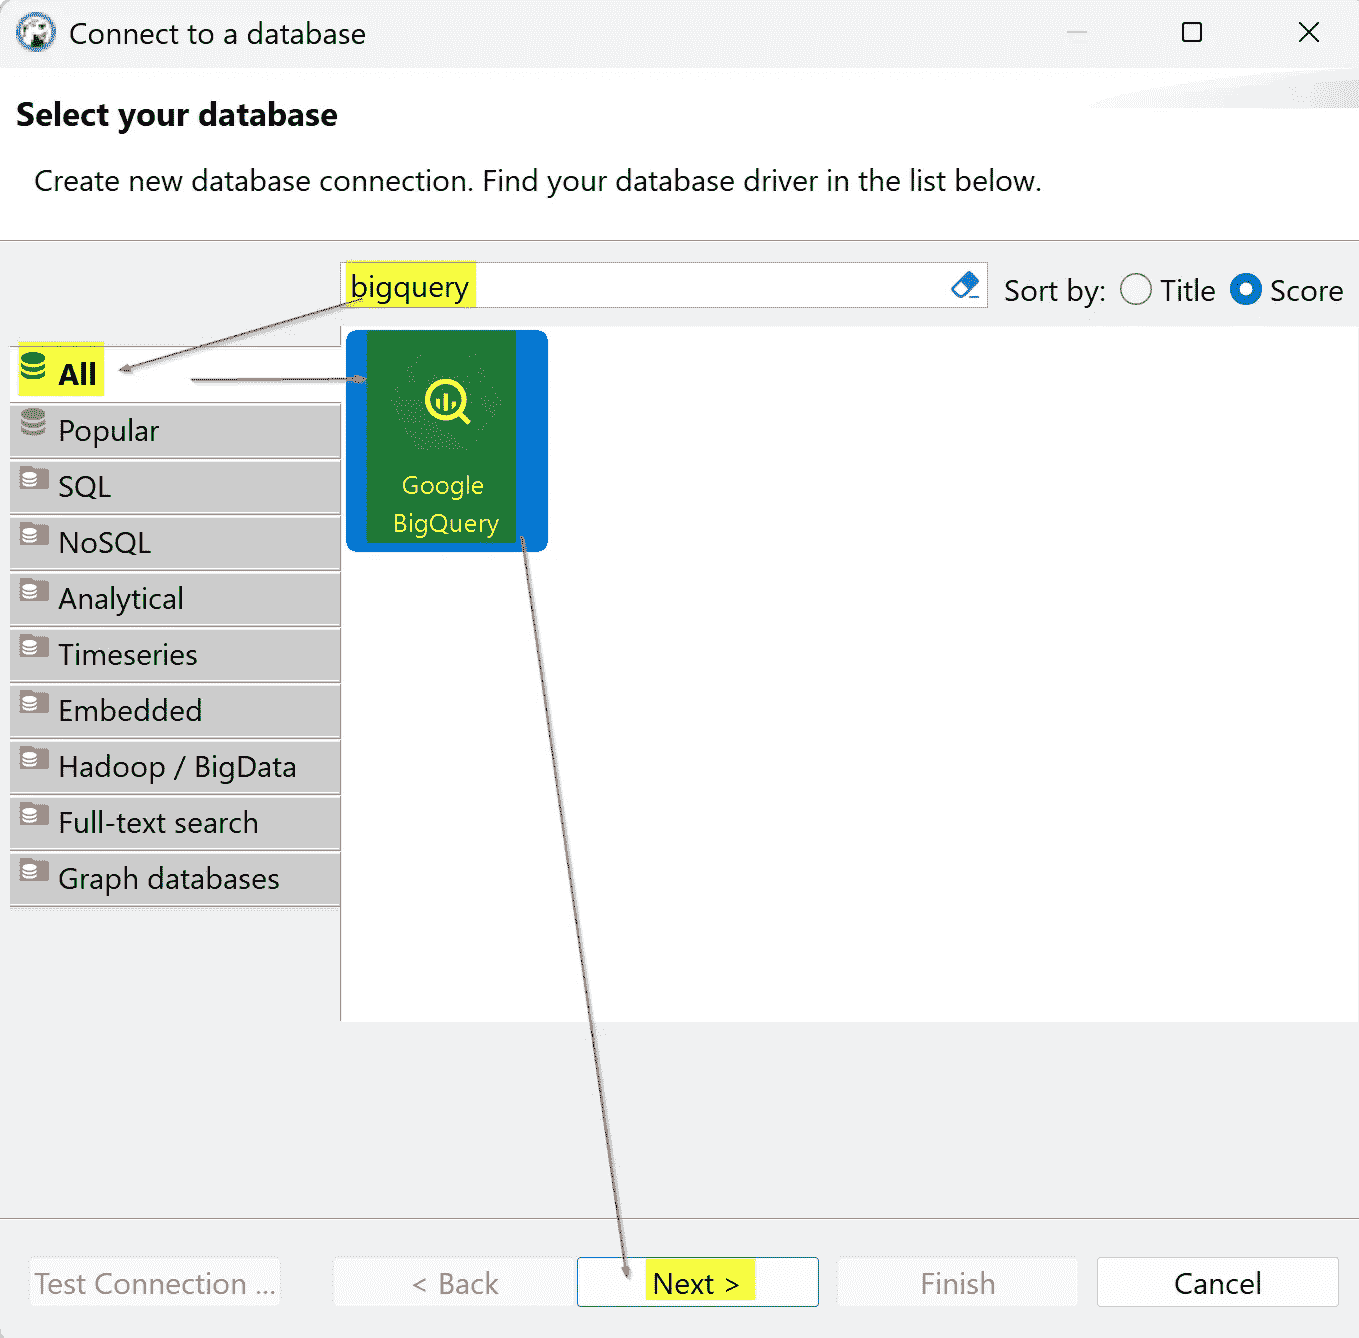 Connect to a database
Select your database
Create new database connection. Find your database driver in the list below.
bigquery
Sort by: Title Score
All
Popular
SQL
NoSQL
Analytical
Timeseries
Embedded
Hadoop / BigData
Full-text search
Graph databases
Google
BigQuery
Test Connection ...
< Back
Next >
Finish
Cancel